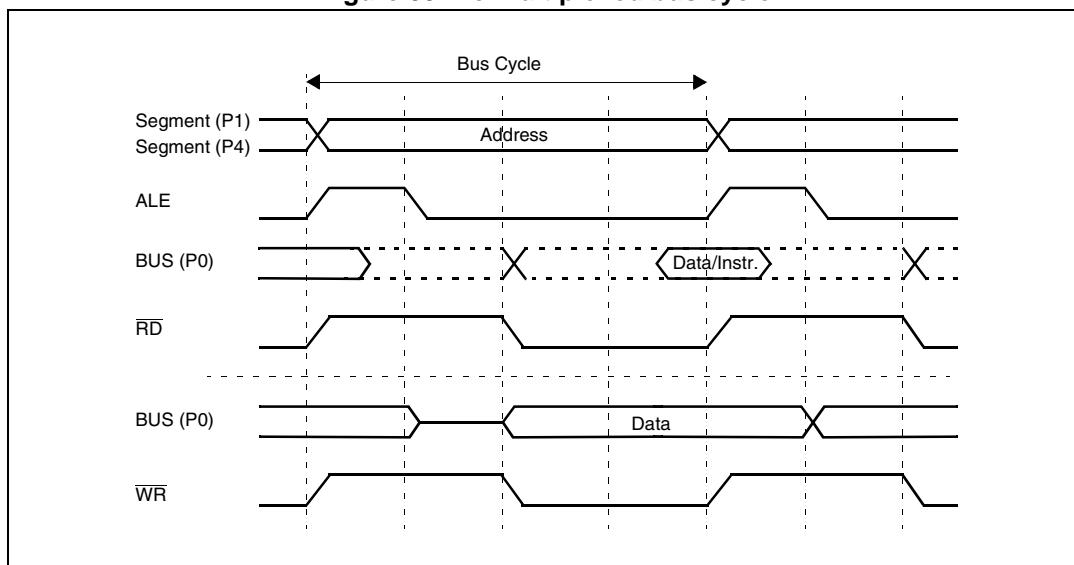 Bus Cycle
Segment (P1)
Address
Segment (P4)
ALE
BUS (P0)
Data/Instr.
RD
BUS (P0)
Data
WR